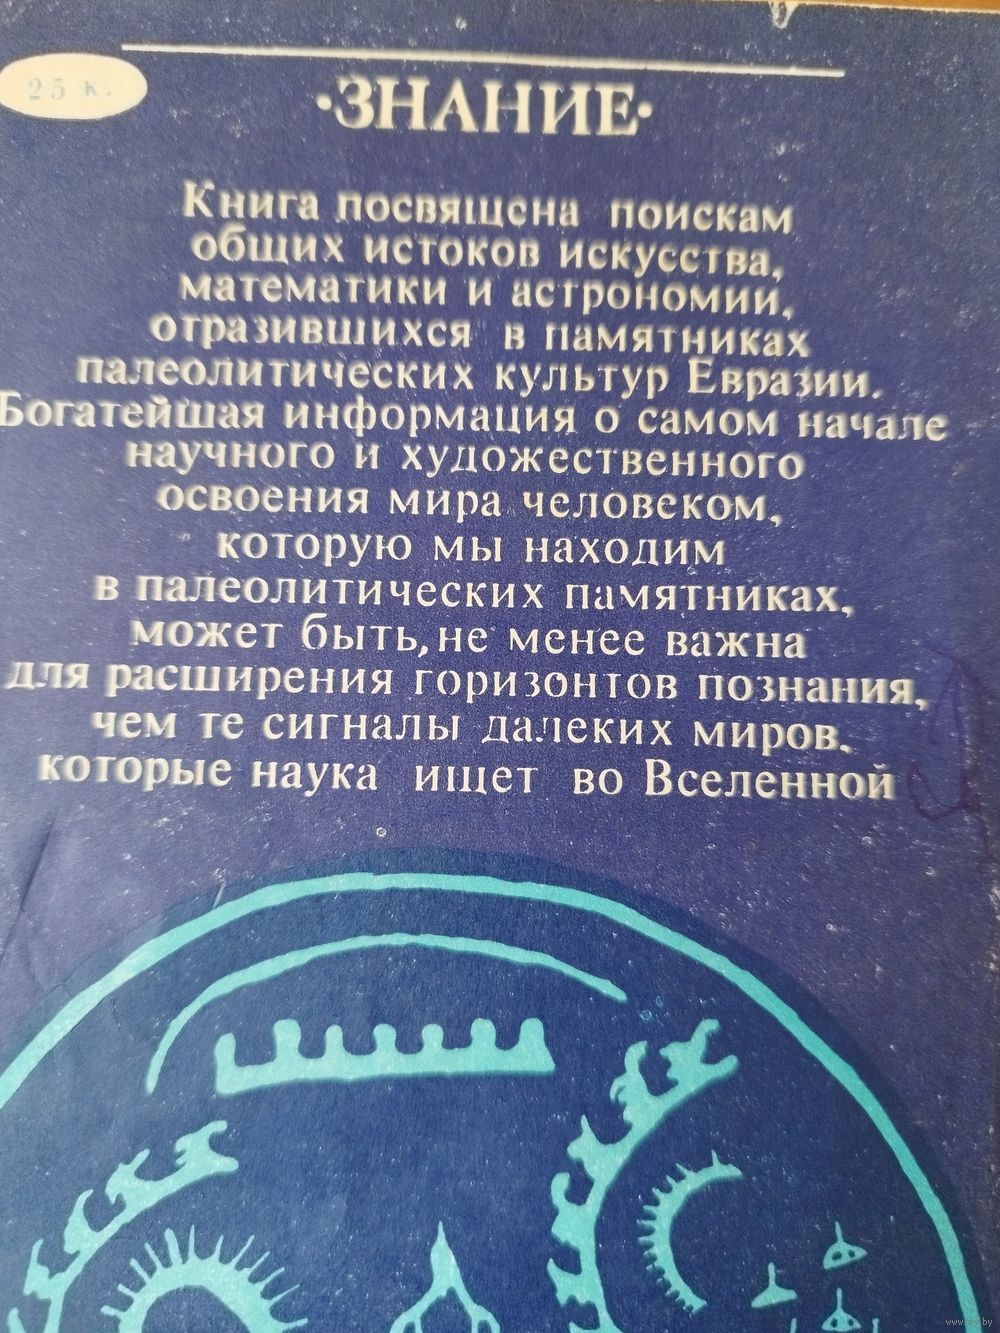 25 к.
·ЗНАНИЕ·
Книга посвящена поискам
общих истоков искусства,
математики и астрономии,
отразившихся в памятниках
палеолитических культур Евразии.
Богатейшая информация о самом начале
научного и художественного
освоения мира человеком,
которую мы находим
в палеолитических памятниках,
может быть, не менее важна
для расширения горизонтов познания,
чем те сигналы далеких миров,
которые наука ищет во Вселенной